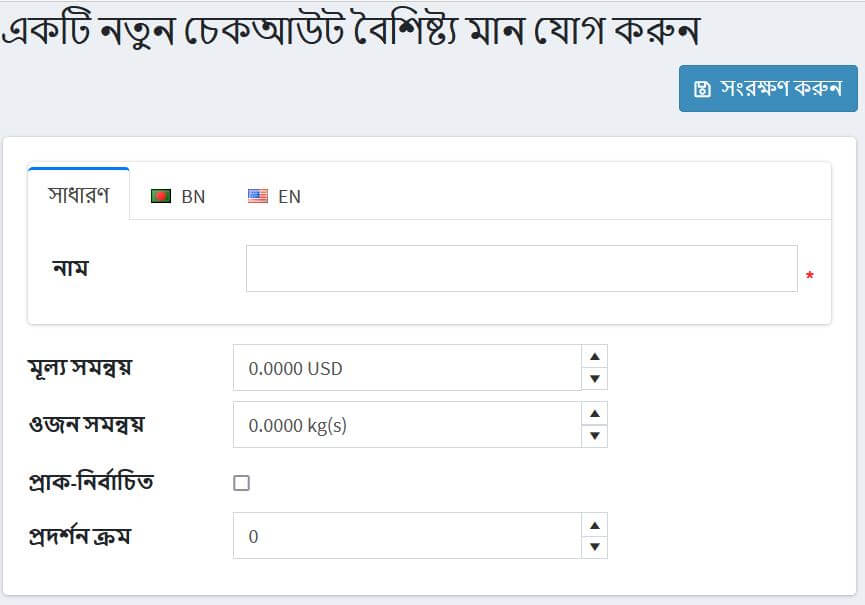 একটি নতুন চেকআউট বৈশিষ্ট্য মান যোগ করুন
সংরক্ষণ করুন
সাধারণ BN EN
নাম *
মূল্য সমন্বয় 0.0000 USD
ওজন সমন্বয় 0.0000 kg(s)
প্রাক-নির্বাচিত
প্রদর্শন ক্রম 0